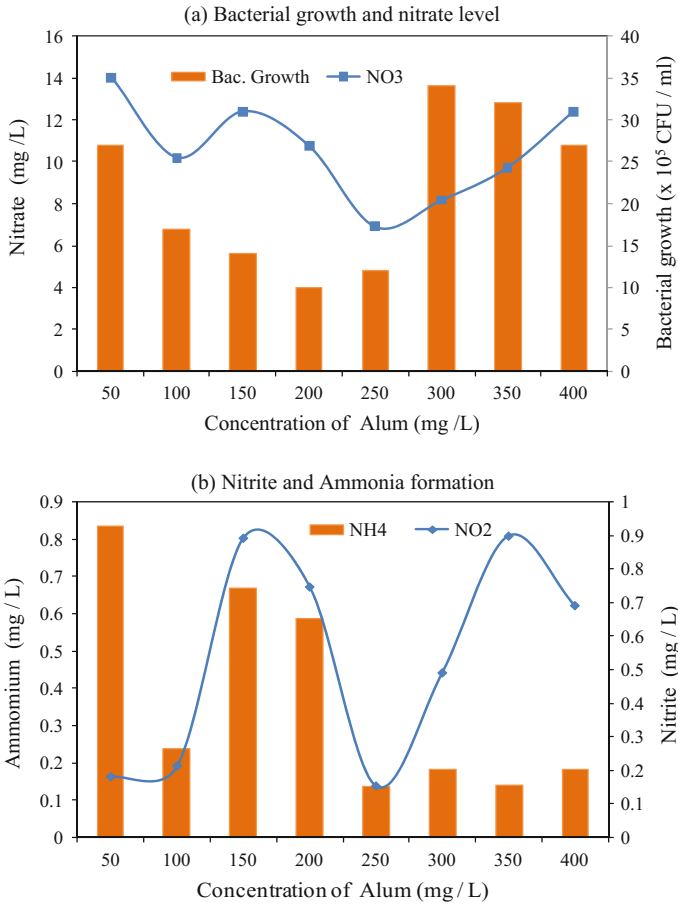 (a) Bacterial growth and nitrate level
16
14
12
10
8
6
4
2
0
Nitrate (mg /L)
Bac. Growth
NO3
40
35
30
25
20
15
10
5
0
Bacterial growth (x 10⁵ CFU / ml)
50 100 150 200 250 300 350 400
Concentration of Alum (mg /L)
(b) Nitrite and Ammonia formation
0.9
0.8
0.7
0.6
0.5
0.4
0.3
0.2
0.1
0
Ammomium (mg / L)
NH4
NO2
1
0.9
0.8
0.7
0.6
0.5
0.4
0.3
0.2
0.1
0
Nitrite (mg / L)
50 100 150 200 250 300 350 400
Concentration of Alum (mg / L)